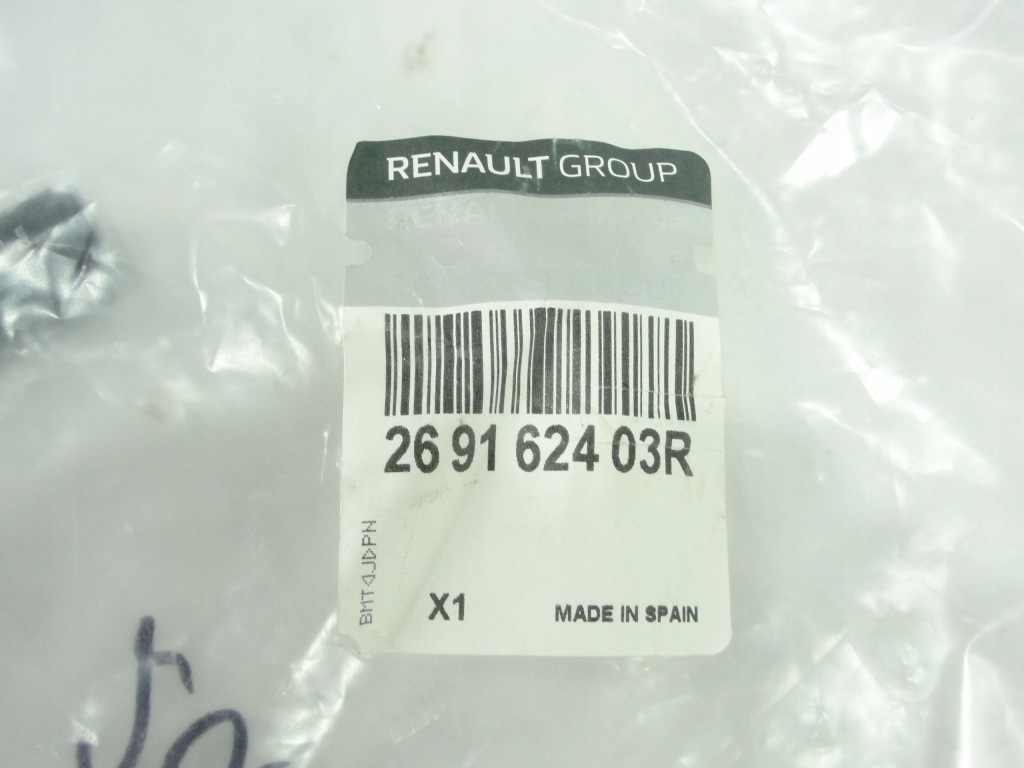 RENAULT GROUP
26 91 624 03R
X1
MADE IN SPAIN